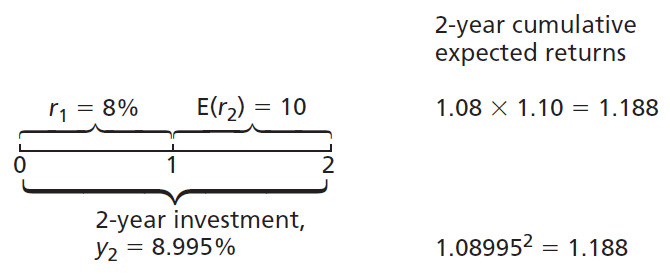 2-year cumulative
expected returns
r₁ = 8%
E(r₂) = 10
1.08 × 1.10 = 1.188
0
1
2
2-year investment,
y₂ = 8.995%
1.08995² = 1.188